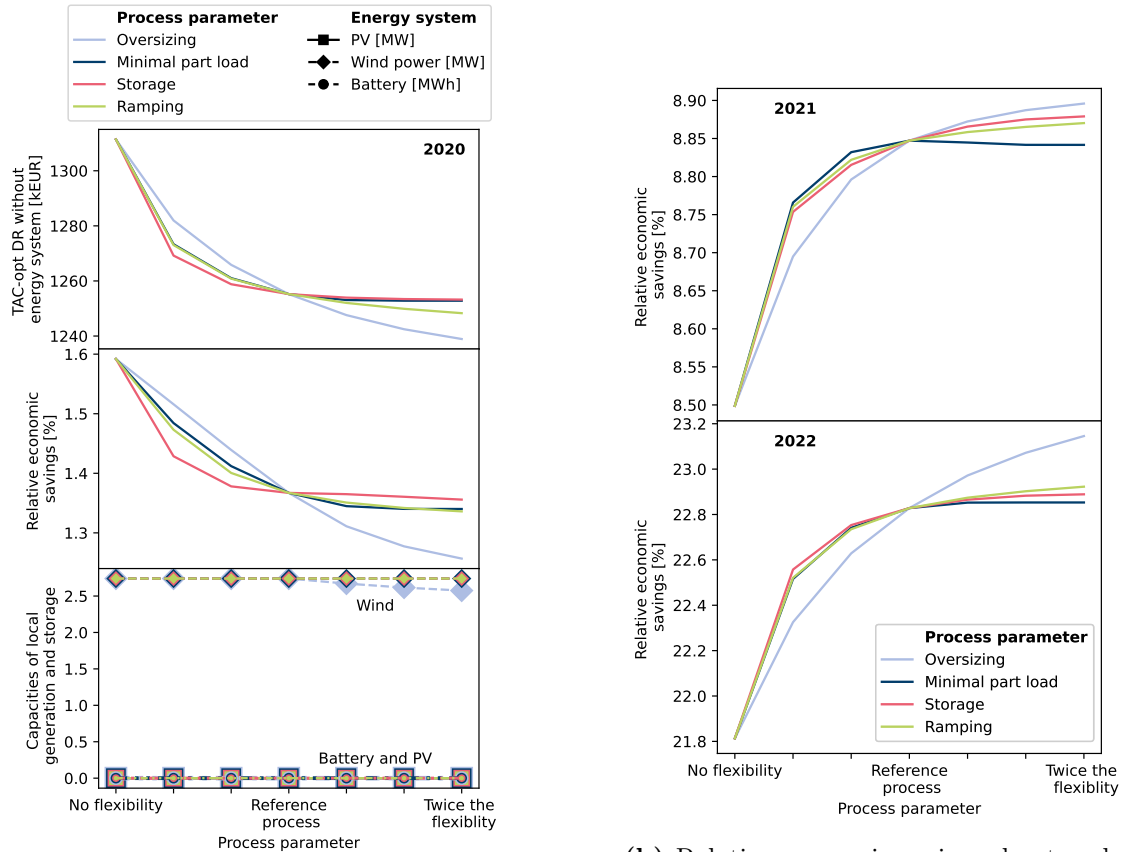 Process parameter
Oversizing
Minimal part load
Storage
Ramping
Energy system
PV [MW]
Wind power [MW]
Battery [MWh]
2020
TAC-opt DR without
energy system [kEUR]
1300
1280
1260
1240
Relative economic
savings [%]
1.6
1.5
1.4
1.3
Capacities of local
generation and storage
2.5
2.0
1.5
1.0
0.5
0.0
Wind
Battery and PV
No flexibility
Reference
process
Twice the
flexiblity
Process parameter
2021
Relative economic
savings [%]
8.90
8.85
8.80
8.75
8.70
8.65
8.60
8.55
8.50
2022
Relative economic
savings [%]
23.2
23.0
22.8
22.6
22.4
22.2
22.0
21.8
Process parameter
Oversizing
Minimal part load
Storage
Ramping
No flexibility
Reference
process
Twice the
flexiblity
Process parameter